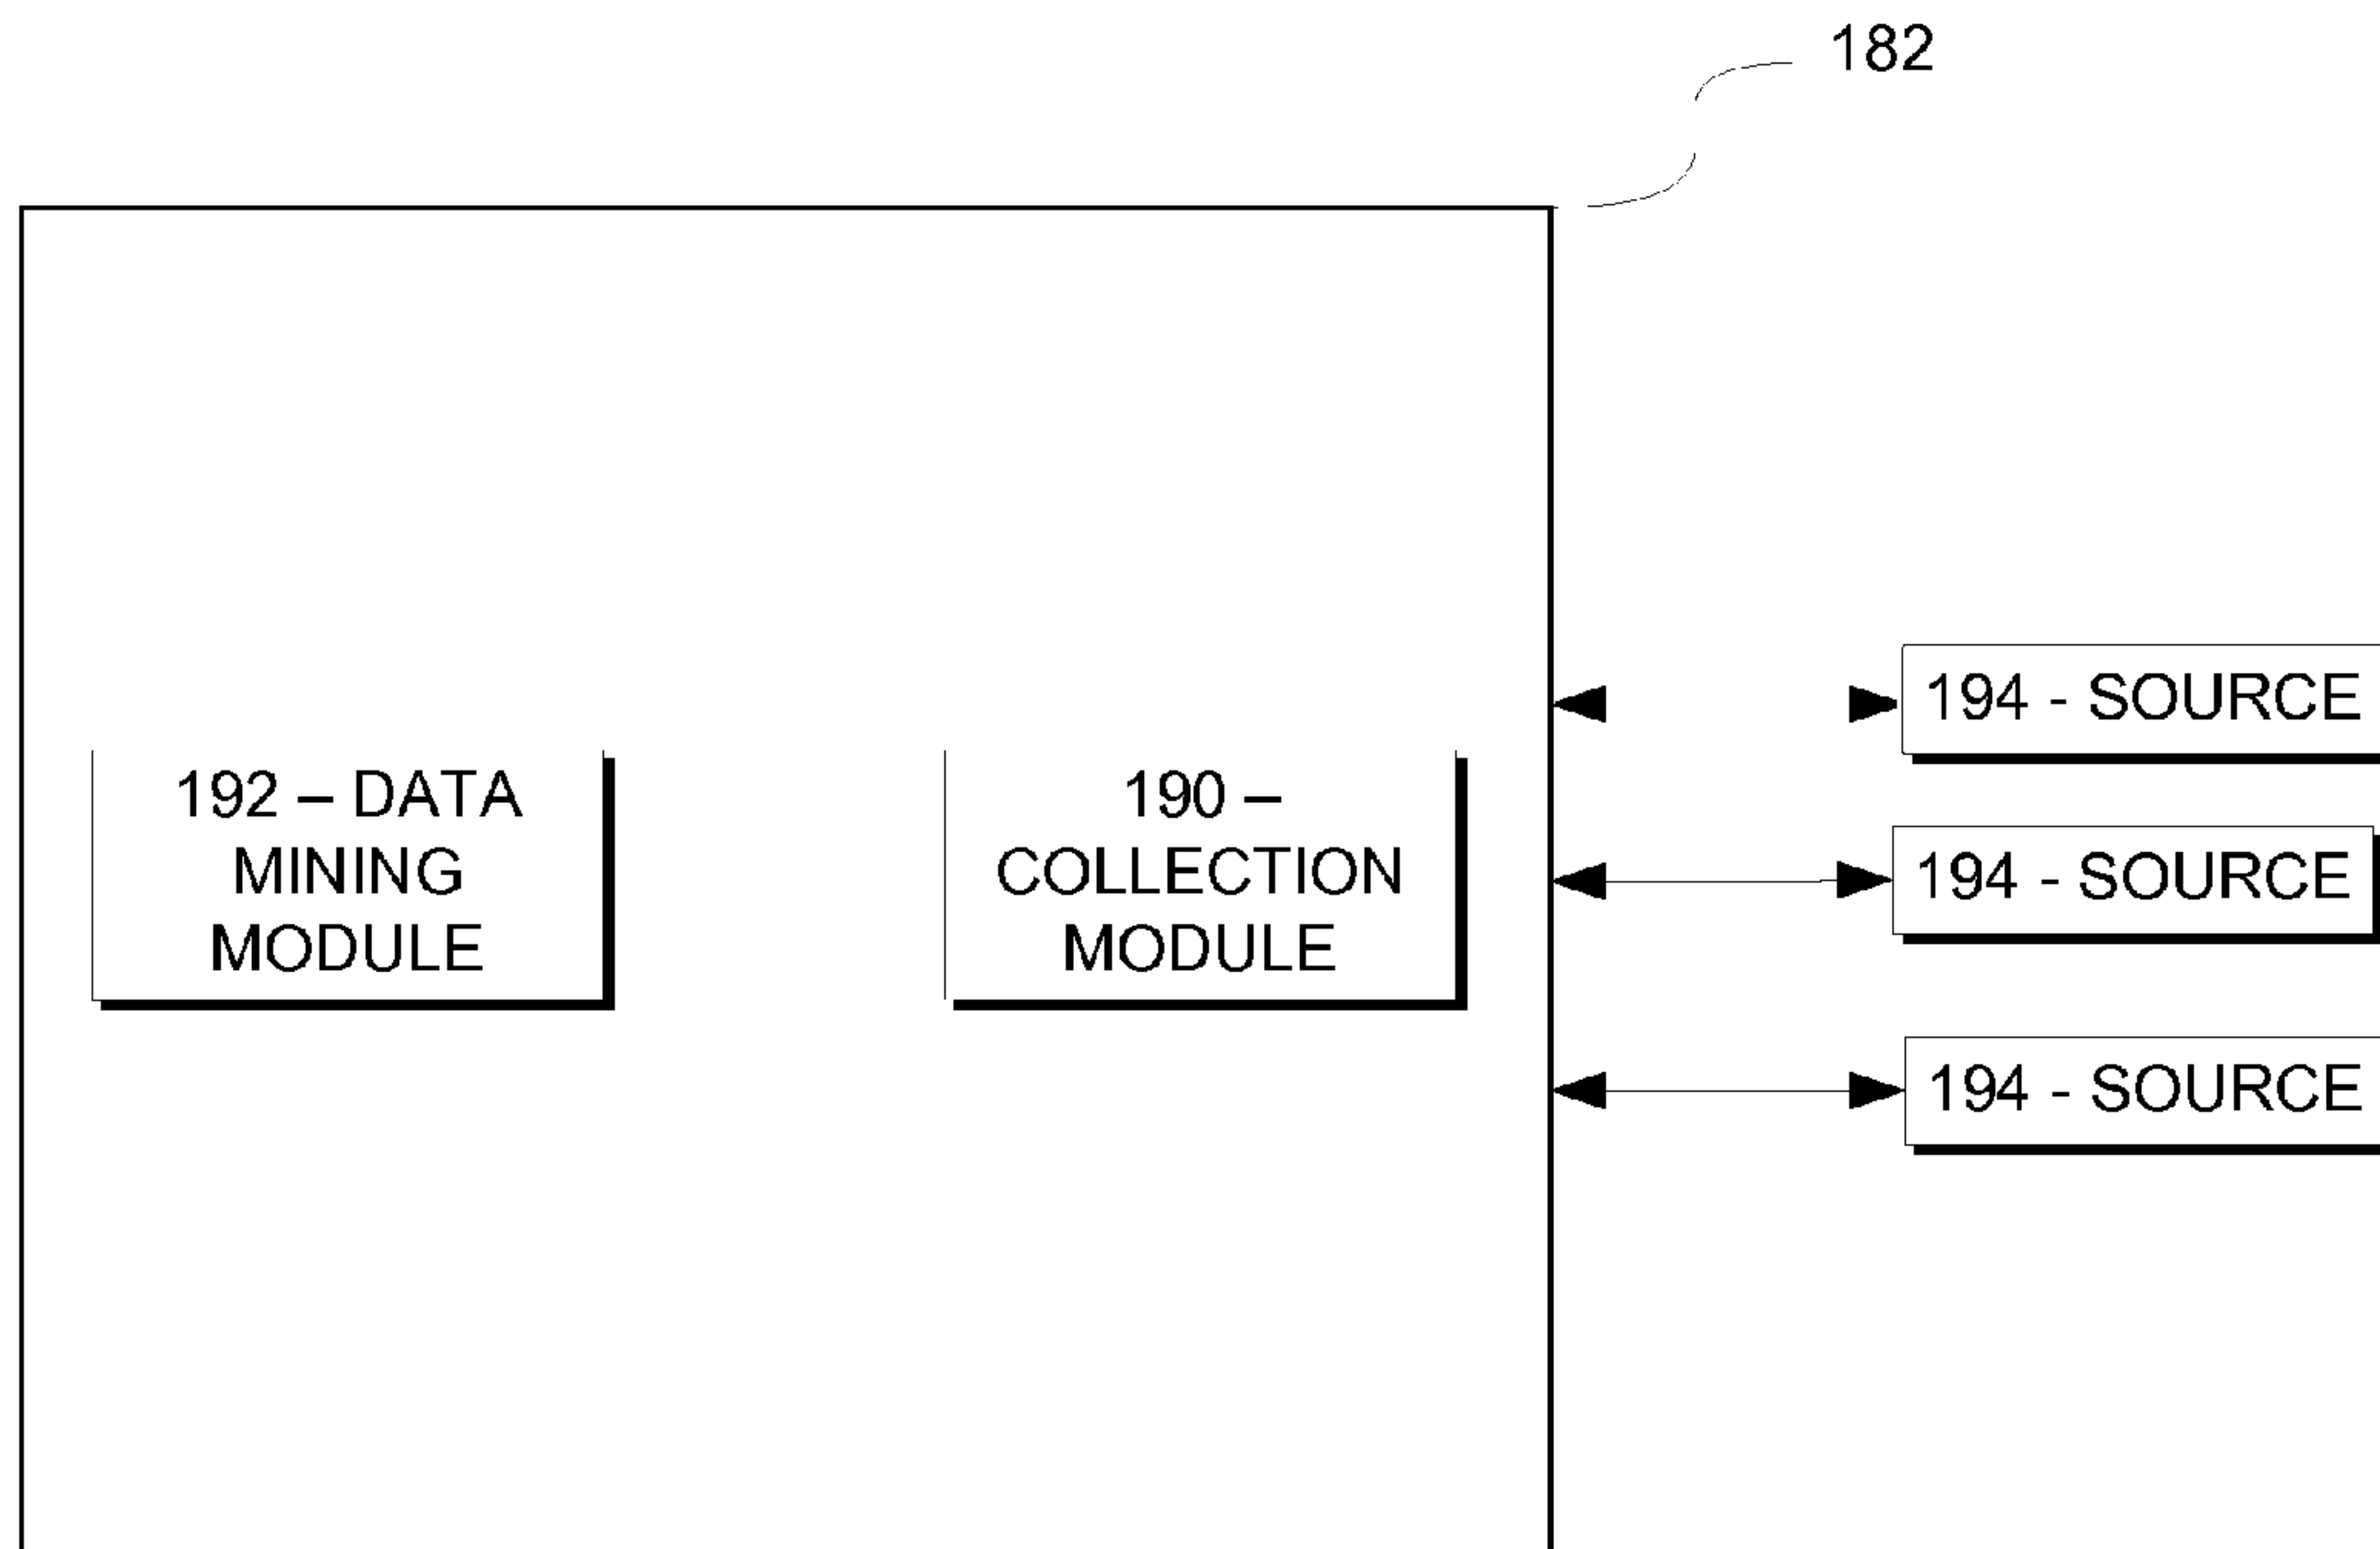 182
194 - SOURCE
192 – DATA
MINING
MODULE
190 –
COLLECTION
MODULE
194 - SOURCE
194 - SOURCE